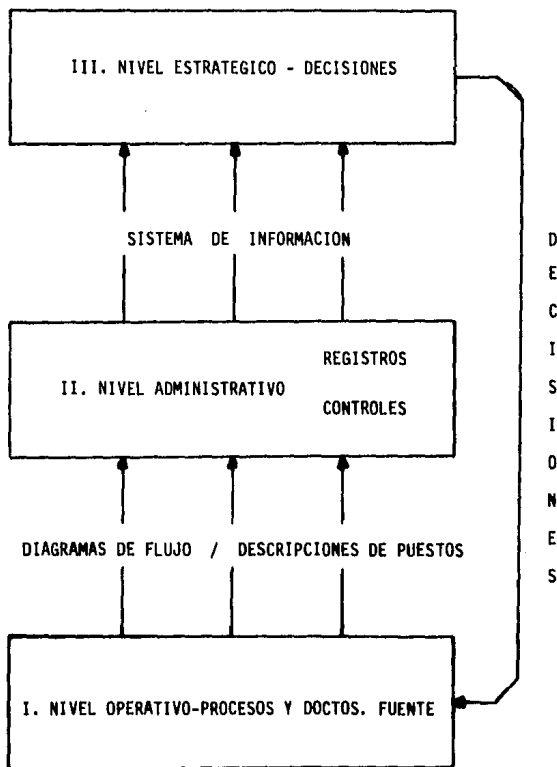 III. NIVEL ESTRATEGICO - DECISIONES
SISTEMA DE INFORMACION
REGISTROS
II. NIVEL ADMINISTRATIVO
CONTROLES
DIAGRAMAS DE FLUJO / DESCRIPCIONES DE PUESTOS
I. NIVEL OPERATIVO-PROCESOS Y DOCTOS. FUENTE
D
E
C
I
S
I
O
N
E
S